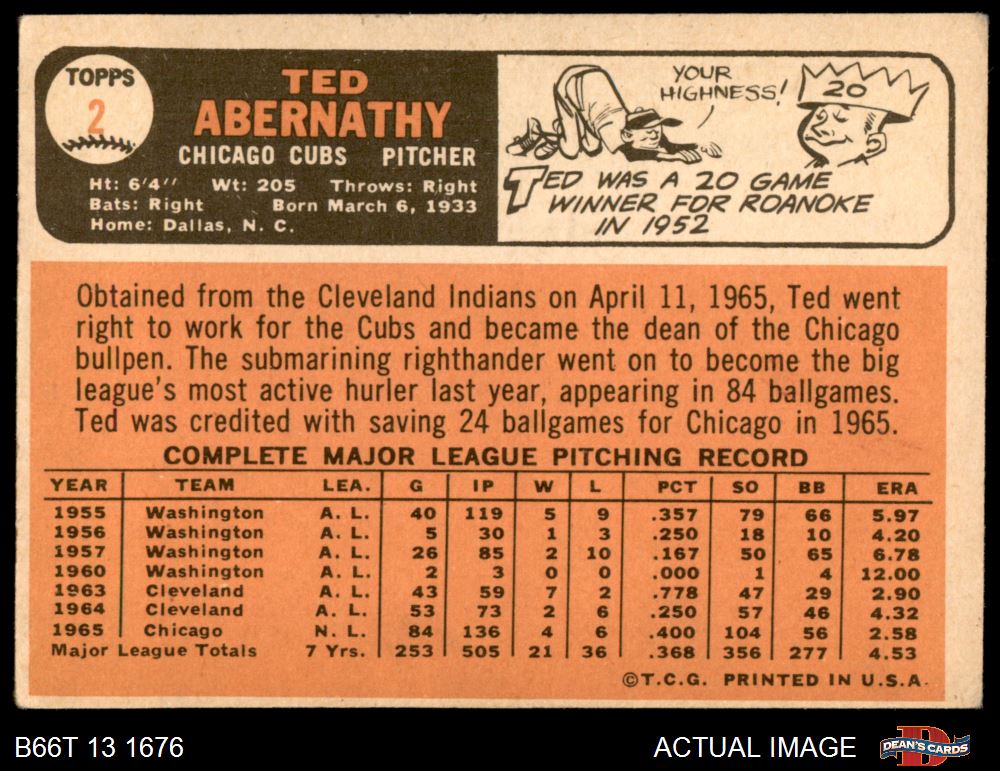 TOPPS
2
TED
ABERNATHY
CHICAGO CUBS PITCHER
Ht: 6'4" Wt: 205 Throws: Right
Bats: Right Born March 6, 1933
Home: Dallas, N. C.
YOUR
HIGHNESS!
20
TED WAS A 20 GAME
WINNER FOR ROANOKE
IN 1952
Obtained from the Cleveland Indians on April 11, 1965, Ted went
right to work for the Cubs and became the dean of the Chicago
bullpen. The submarining righthander went on to become the big
league's most active hurler last year, appearing in 84 ballgames.
Ted was credited with saving 24 ballgames for Chicago in 1965.
COMPLETE MAJOR LEAGUE PITCHING RECORD
YEAR TEAM LEA. G IP W L PCT SO BB ERA
1955 Washington A. L. 40 119 5 9 .357 79 66 5.97
1956 Washington A. L. 5 30 1 3 .250 18 10 4.20
1957 Washington A. L. 26 85 2 10 .167 50 65 6.78
1960 Washington A. L. 2 3 0 0 .000 1 4 12.00
1963 Cleveland A. L. 43 59 7 2 .778 47 29 2.90
1964 Cleveland A. L. 53 73 2 6 .250 57 46 4.32
1965 Chicago N. L. 84 136 4 6 .400 104 56 2.58
Major League Totals 7 Yrs. 253 505 21 36 .368 356 277 4.53
©T.C.G. PRINTED IN U.S.A.
B66T 13 1676
ACTUAL IMAGE
DEAN'S CARDS